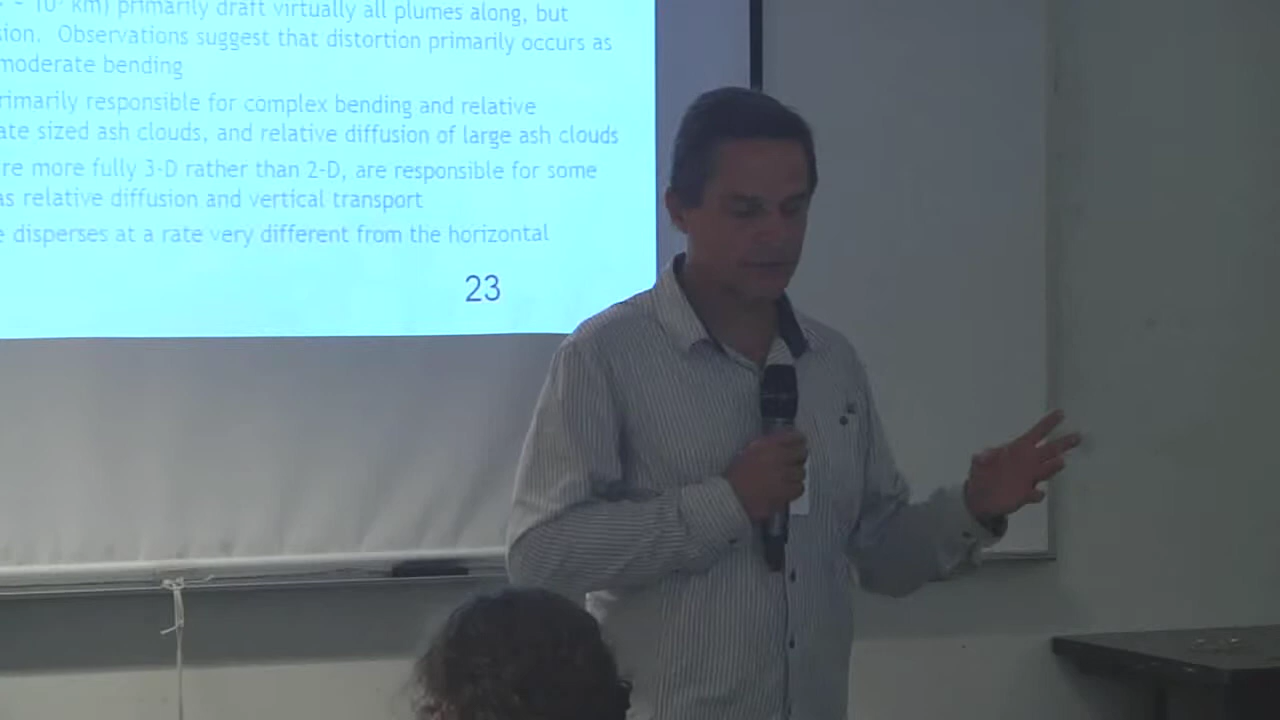 km) primarily draft virtually all plumes along, but
sion. Observations suggest that distortion primarily occurs as
moderate bending
rimarily responsible for complex bending and relative
ate sized ash clouds, and relative diffusion of large ash clouds
re more fully 3-D rather than 2-D, are responsible for some
as relative diffusion and vertical transport
e disperses at a rate very different from the horizontal
23